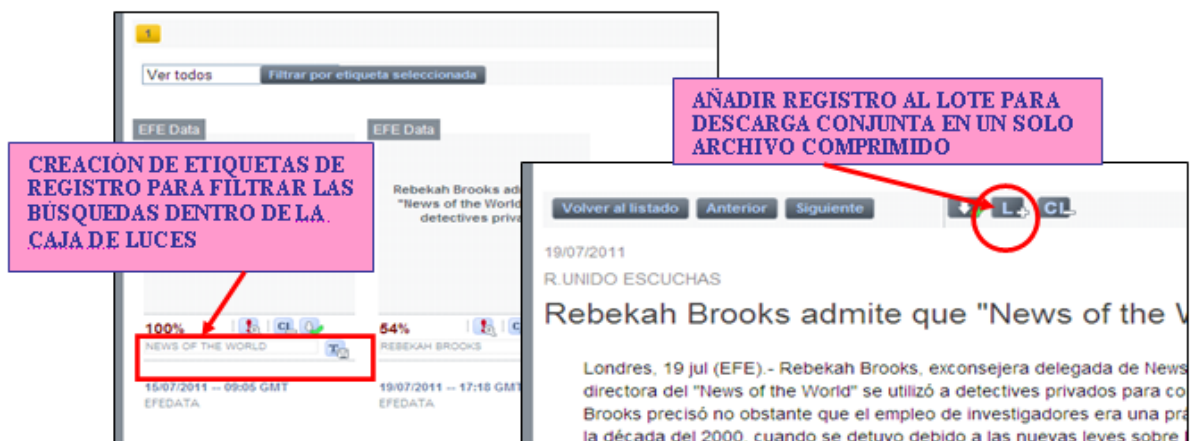 1
Ver todos
Filtrar por etiqueta seleccionada
EFE Data
EFE Data
CREACIÓN DE ETIQUETAS DE
REGISTRO PARA FILTRAR LAS
BÚSQUEDAS DENTRO DE LA
CAJA DE LUCES
Rebekah Brooks ad
"News of the World
detectives priva
100%
CL
54%
NEWS OF THE WORLD
T
REBEKAH BROOKS
15/07/2011 -- 09:05 GMT
EFEDATA
19/07/2011 -- 17:18 GMT
EFEDATA
AÑADIR REGISTRO AL LOTE PARA
DESCARGA CONJUNTA EN UN SOLO
ARCHIVO COMPRIMIDO
Volver al listado
Anterior
Siguiente
L+
CL-
19/07/2011
R.UNIDO ESCUCHAS
Rebekah Brooks admite que "News of the
Londres, 19 jul (EFE).- Rebekah Brooks, exconsejera delegada de News
directora del "News of the World" se utilizó a detectives privados para co
Brooks precisó no obstante que el empleo de investigadores era una prá
la década del 2000, cuando se detuvo debido a las nuevas leyes sobre